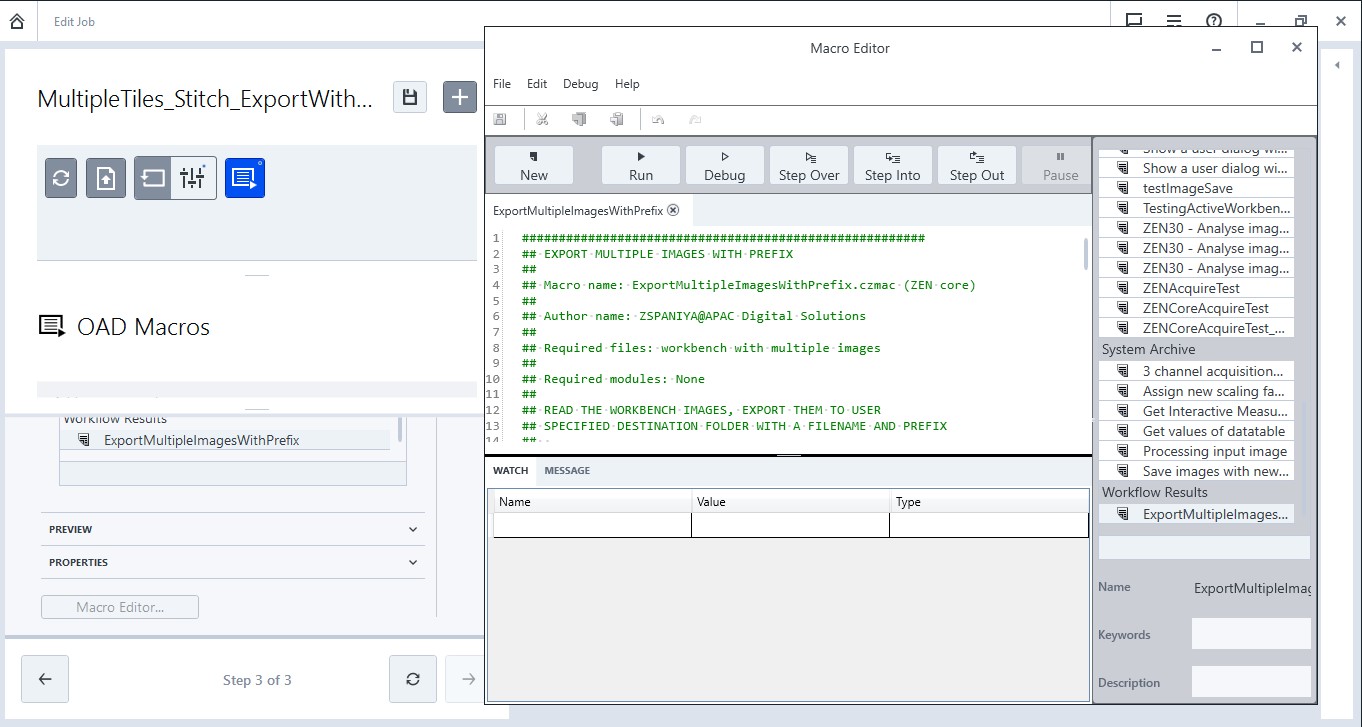 Edit Job
MultipleTiles_Stitch_ExportWith...
OAD Macros
Workflow Results
ExportMultipleImagesWithPrefix
PREVIEW
PROPERTIES
Macro Editor...
Step 3 of 3
Macro Editor
File Edit Debug Help
New Run Debug Step Over Step Into Step Out Pause
ExportMultipleImagesWithPrefix
1 #######################################################
2 ## EXPORT MULTIPLE IMAGES WITH PREFIX
3 ##
4 ## Macro name: ExportMultipleImagesWithPrefix.czmac (ZEN core)
5 ##
6 ## Author name: ZSPANIYA@APAC Digital Solutions
7 ##
8 ## Required files: workbench with multiple images
9 ##
10 ## Required modules: None
11 ##
12 ## READ THE WORKBENCH IMAGES, EXPORT THEM TO USER
13 ## SPECIFIED DESTINATION FOLDER WITH A FILENAME AND PREFIX
14 ##
WATCH MESSAGE
Name Value Type
Show a user dialog wi...
Show a user dialog wi...
testImageSave
TestingActiveWorkben...
ZEN30 - Analyse imag...
ZEN30 - Analyse imag...
ZEN30 - Analyse imag...
ZENAcquireTest
ZENCoreAcquireTest
ZENCoreAcquireTest_...
System Archive
3 channel acquisition...
Assign new scaling fa...
Get Interactive Measu...
Get values of datatable
Processing input image
Save images with new...
Workflow Results
ExportMultipleImages...
Name ExportMultipleImag
Keywords
Description